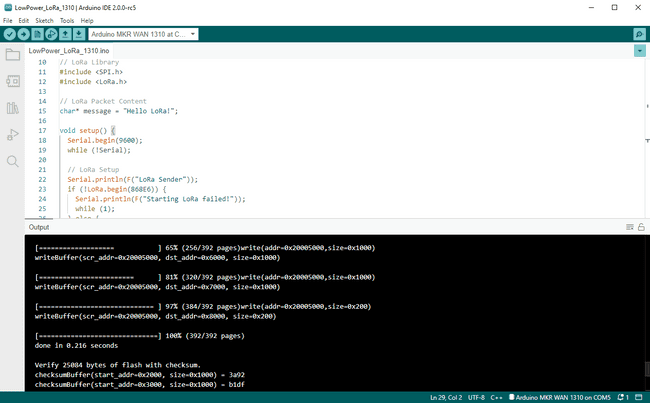 LowPower_LoRa_1310 | Arduino IDE 2.0.0-rc5
File Edit Sketch Tools Help
Arduino MKR WAN 1310 at C...
LowPower_LoRa_1310.ino
10 // LoRa Library
11 #include <SPI.h>
12 #include <LoRa.h>
13
14 // LoRa Packet Content
15 char* message = "Hello LoRa!";
16
17 void setup() {
18 Serial.begin(9600);
19 while (!Serial);
20
21 // LoRa Setup
22 Serial.println(F("LoRa Sender"));
23 if (!LoRa.begin(868E6)) {
24 Serial.println(F("Starting LoRa failed!"));
25 while (1);
26 } else {
Output
[=================== ] 65% (256/392 pages)write(addr=0x20005000,size=0x1000)
writeBuffer(scr_addr=0x20005000, dst_addr=0x6000, size=0x1000)
[======================== ] 81% (320/392 pages)write(addr=0x20005000,size=0x1000)
writeBuffer(scr_addr=0x20005000, dst_addr=0x7000, size=0x1000)
[============================= ] 97% (384/392 pages)write(addr=0x20005000,size=0x200)
writeBuffer(scr_addr=0x20005000, dst_addr=0x8000, size=0x200)
[==============================] 100% (392/392 pages)
done in 0.216 seconds
Verify 25084 bytes of flash with checksum.
checksumBuffer(start_addr=0x2000, size=0x1000) = 3a92
checksumBuffer(start_addr=0x3000, size=0x1000) = b1df
Ln 29, Col 2 UTF-8 C++ Arduino MKR WAN 1310 on COM5 1